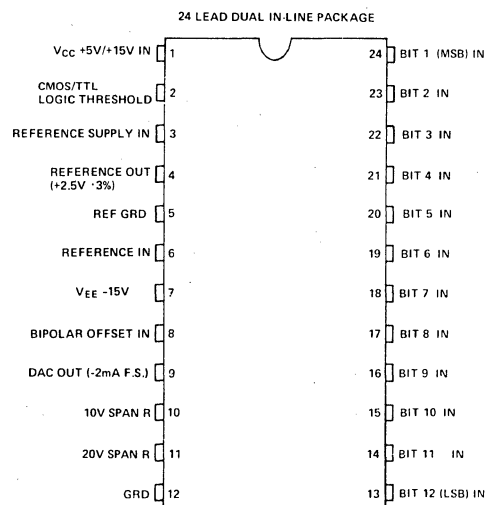 24 LEAD DUAL IN-LINE PACKAGE
VCC +5V/+15V IN 1
24 BIT 1 (MSB) IN
CMOS/TTL
LOGIC THRESHOLD 2
23 BIT 2 IN
REFERENCE SUPPLY IN 3
22 BIT 3 IN
REFERENCE OUT 4
(+2.5V ·3%)
21 BIT 4 IN
REF GRD 5
20 BIT 5 IN
REFERENCE IN 6
19 BIT 6 IN
VEE -15V 7
18 BIT 7 IN
BIPOLAR OFFSET IN 8
17 BIT 8 IN
DAC OUT (-2mA F.S.) 9
16 BIT 9 IN
10V SPAN R 10
15 BIT 10 IN
20V SPAN R 11
14 BIT 11 IN
GRD 12
13 BIT 12 (LSB) IN